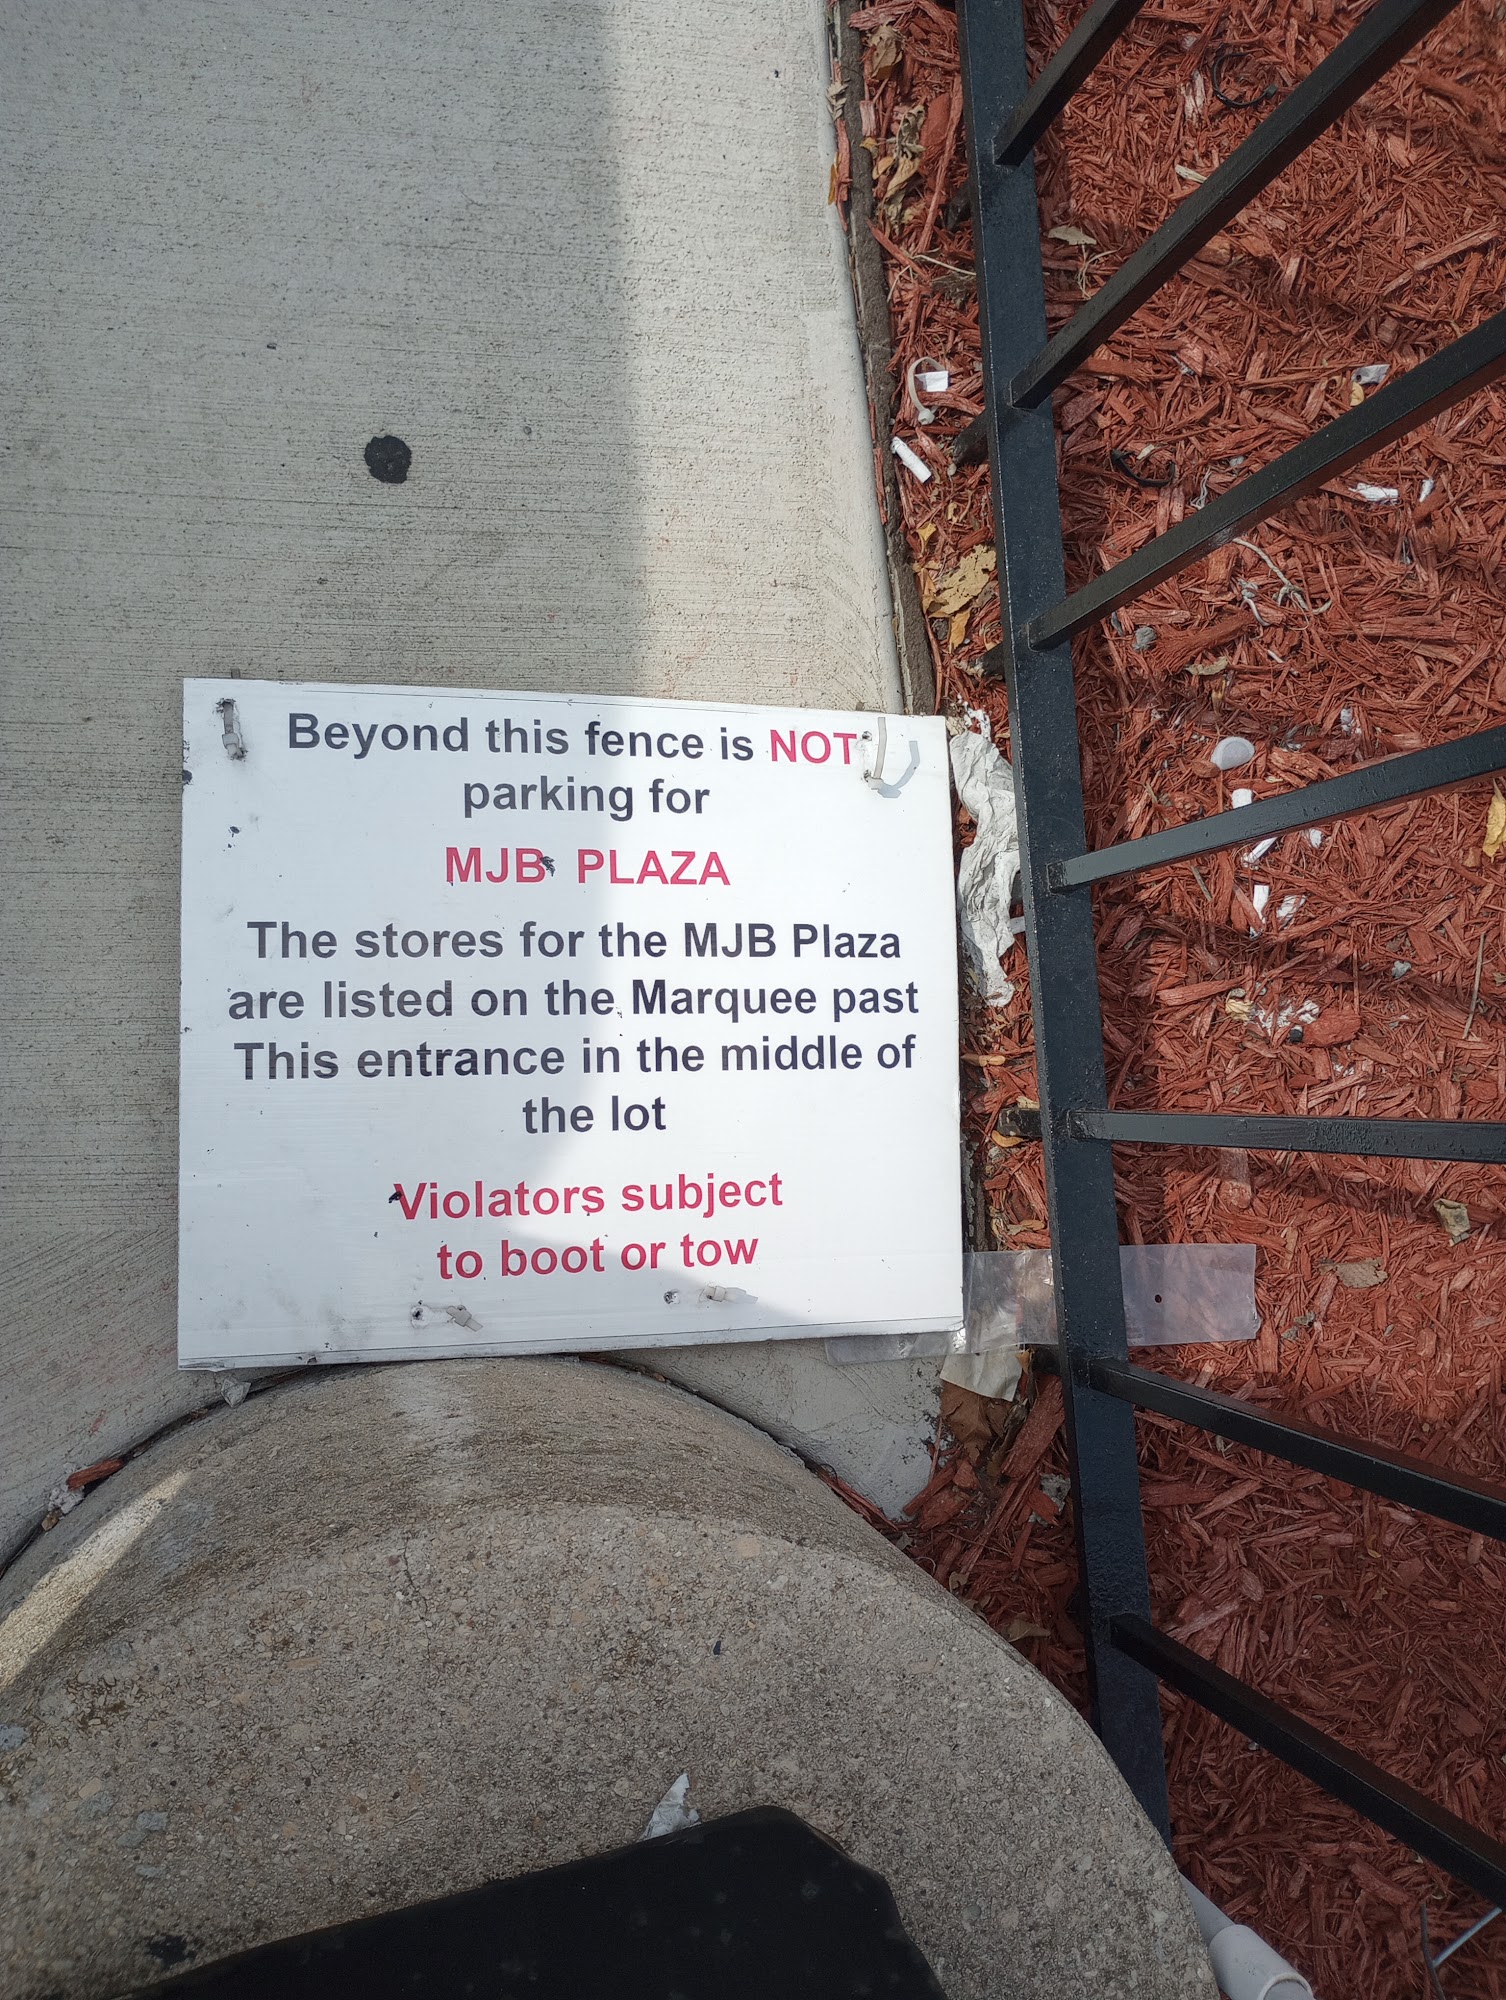 Beyond this fence is NOT
parking for
MJB PLAZA
The stores for the MJB Plaza
are listed on the Marquee past
This entrance in the middle of
the lot
Violators subject
to boot or tow